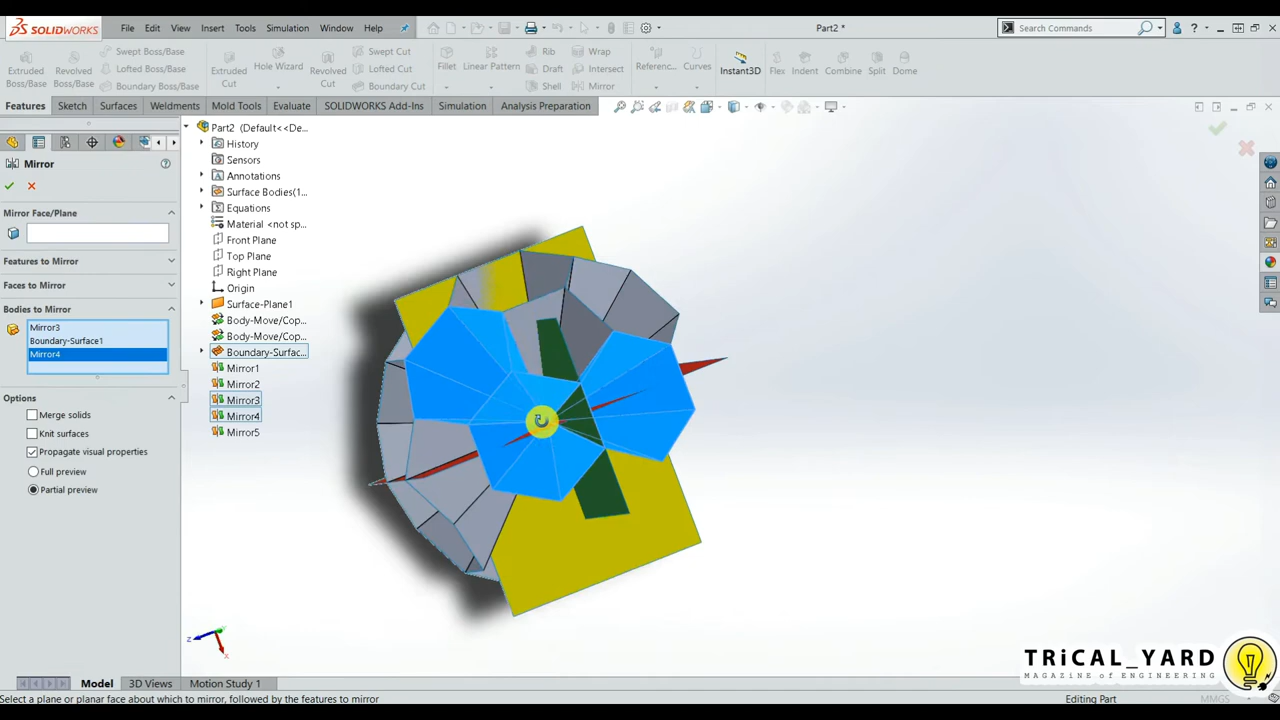 SOLIDWORKS File Edit View Insert Tools Simulation Window Help Part2 * Search Commands ?
Extruded Boss/Base Revolved Boss/Base Swept Boss/Base Lofted Boss/Base Boundary Boss/Base Extruded Cut Hole Wizard Revolved Cut Swept Cut Lofted Cut Boundary Cut Fillet Linear Pattern Rib Draft Shell Wrap Intersect Mirror Referenc... Curves Instant3D Flex Indent Combine Split Dome
Features Sketch Surfaces Weldments Mold Tools Evaluate SOLIDWORKS Add-Ins Simulation Analysis Preparation
Mirror
Mirror Face/Plane
Features to Mirror
Faces to Mirror
Bodies to Mirror
Mirror3
Boundary-Surface1
Mirror4
Options
Merge solids
Knit surfaces
Propagate visual properties
Full preview
Partial preview
Part2 (Default<<De...
History
Sensors
Annotations
Surface Bodies(1...
Equations
Material <not sp...
Front Plane
Top Plane
Right Plane
Origin
Surface-Plane1
Body-Move/Cop...
Body-Move/Cop...
Boundary-Surfac...
Mirror1
Mirror2
Mirror3
Mirror4
Mirror5
Z Y X
TRiCAL_YARD
MAGAZINE of ENGINEERING
Model 3D Views Motion Study 1
Select a plane or planar face about which to mirror, followed by the features to mirror Editing Part MMGS